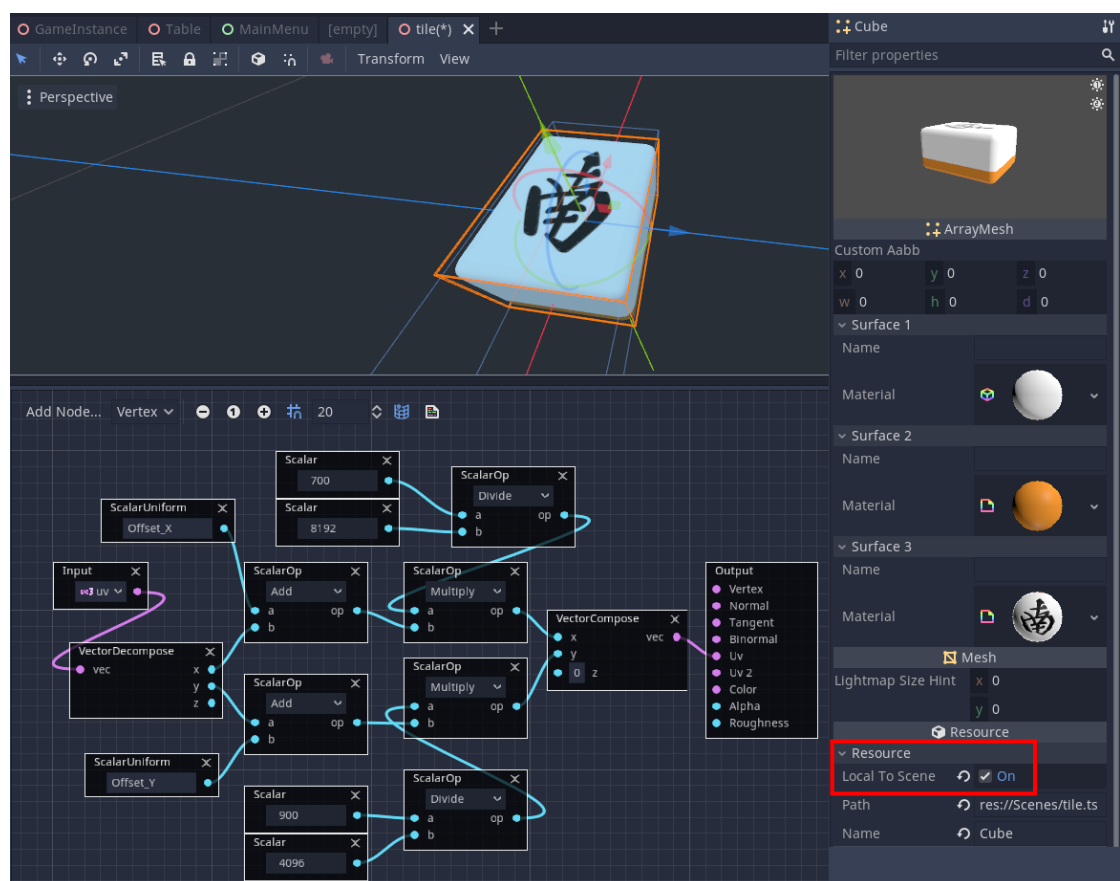 GameInstance Table MainMenu [empty] tile(*)
Transform View
Perspective
南
Add Node... Vertex 1 20
Scalar
700
Scalar
8192
ScalarOp
Divide
a op
b
ScalarUniform
Offset_X
Input
uv
VectorDecompose
vec x
y
z
ScalarUniform
Offset_Y
ScalarOp
Add
a op
b
ScalarOp
Add
a op
b
Scalar
900
Scalar
4096
ScalarOp
Multiply
a op
b
ScalarOp
Multiply
a op
b
ScalarOp
Divide
a op
b
VectorCompose
x vec
y
0 z
Output
Vertex
Normal
Tangent
Binormal
Uv
Uv 2
Color
Alpha
Roughness
Cube
Filter properties
ArrayMesh
Custom Aabb
x 0 y 0 z 0
w 0 h 0 d 0
Surface 1
Name
Material
Surface 2
Name
Material
Surface 3
Name
Material 南
Mesh
Lightmap Size Hint x 0
y 0
Resource
Resource
Local To Scene On
Path res://Scenes/tile.ts
Name Cube